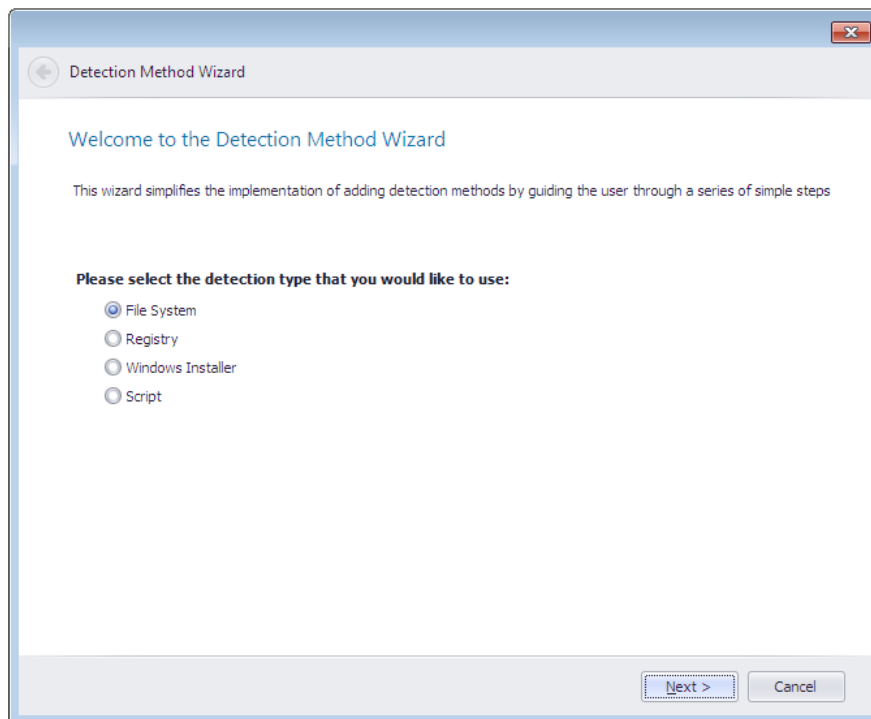 Detection Method Wizard
Welcome to the Detection Method Wizard
This wizard simplifies the implementation of adding detection methods by guiding the user through a series of simple steps
Please select the detection type that you would like to use:
File System
Registry
Windows Installer
Script
Next >
Cancel